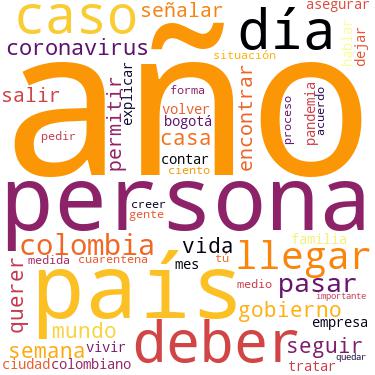 caso
señalar
día
asegurar
hablar
dejar
coronavirus
situación
año
salir
permitir
explicar
forma
volver
bogotá
casa
contar
ciento
encontrar
proceso
pandemia
acuerdo
pedir
persona
creer
gente
colombia
vida
familia
llegar
querer
medida
cuarentena
mes
tu
medio
pasar
importante
país
gobierno
mundo
empresa
semana
vivir
deber
seguir
quedar
ciudad
colombiano
tratar